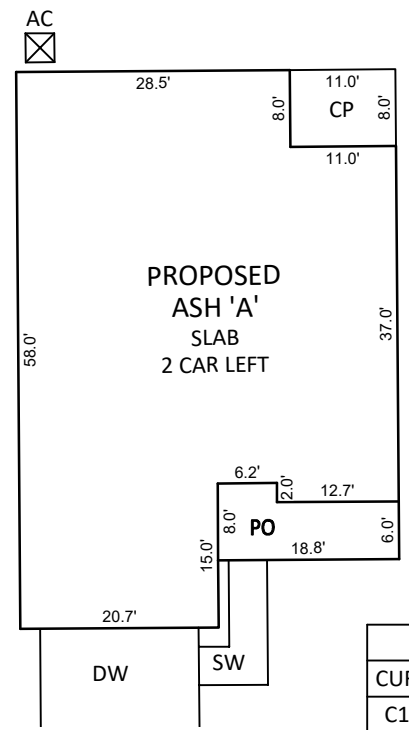 AC
28.5'
11.0'
8.0'
CP
8.0'
11.0'
PROPOSED
ASH 'A'
SLAB
2 CAR LEFT
58.0'
37.0'
6.2'
2.0'
12.7'
8.0'
PO
6.0'
15.0'
18.8'
20.7'
DW
SW
C1